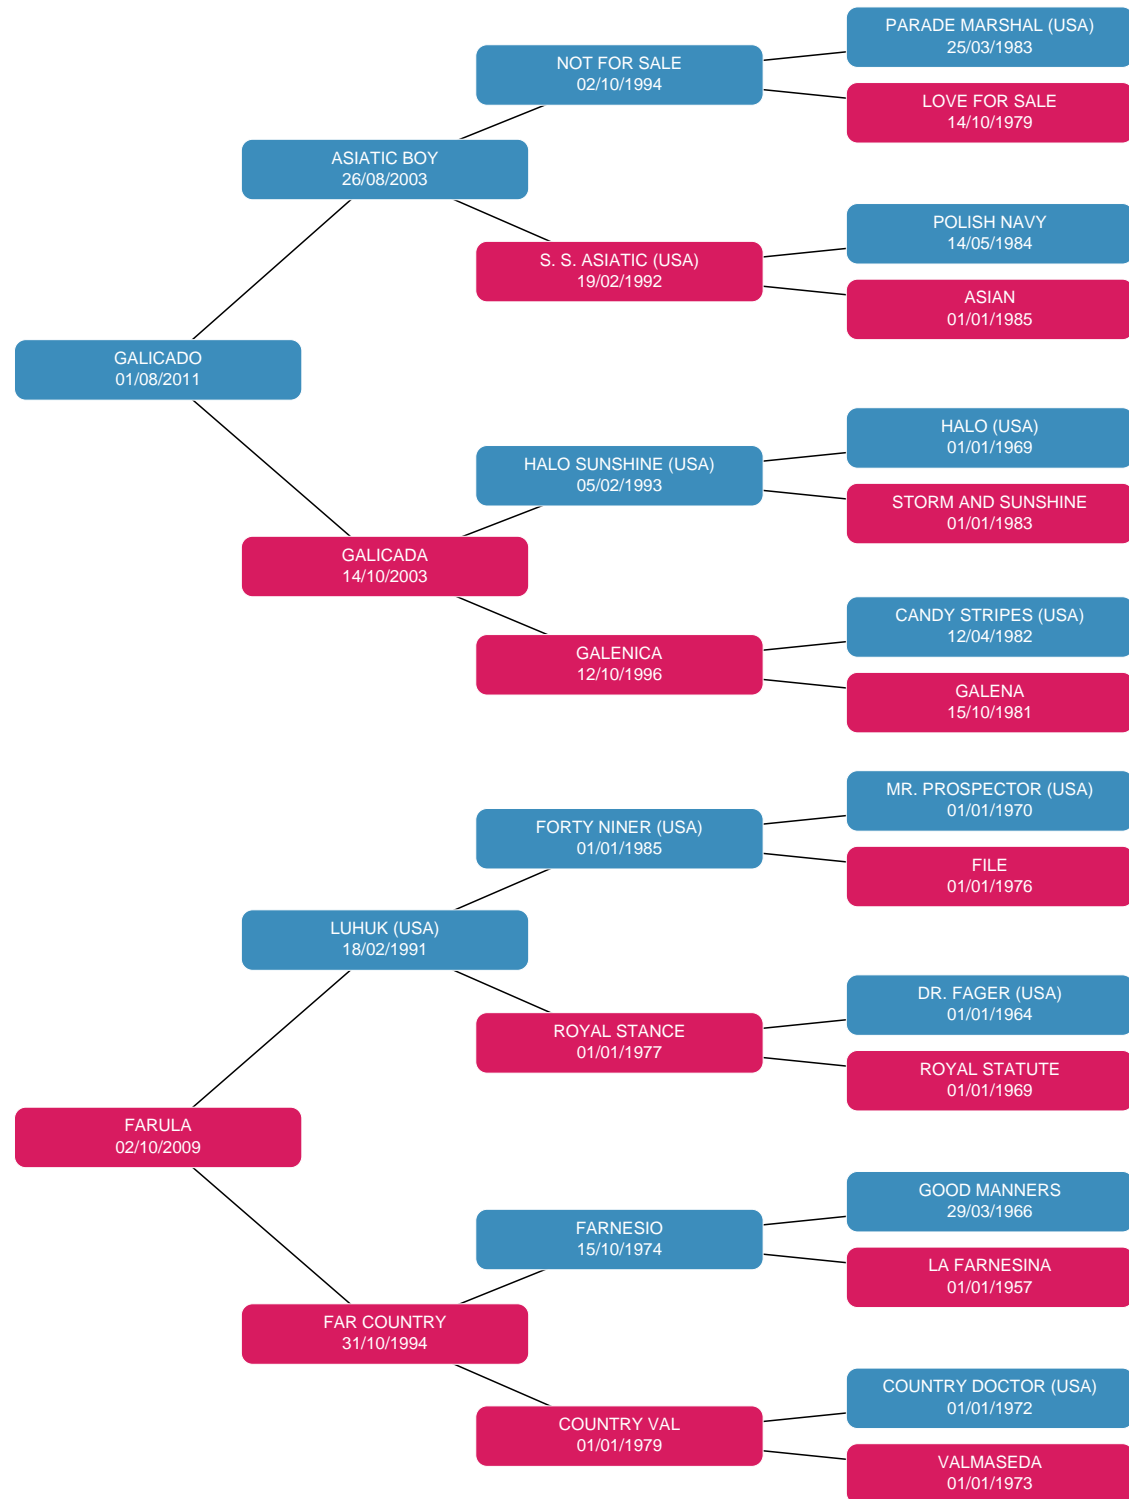 PARADE MARSHAL (USA)
25/03/1983
NOT FOR SALE
02/10/1994
LOVE FOR SALE
14/10/1979
ASIATIC BOY
26/08/2003
POLISH NAVY
14/05/1984
S. S. ASIATIC (USA)
19/02/1992
ASIAN
01/01/1985
GALICADO
01/08/2011
HALO (USA)
01/01/1969
HALO SUNSHINE (USA)
05/02/1993
STORM AND SUNSHINE
01/01/1983
GALICADA
14/10/2003
CANDY STRIPES (USA)
12/04/1982
GALENICA
12/10/1996
GALENA
15/10/1981
MR. PROSPECTOR (USA)
01/01/1970
FORTY NINER (USA)
01/01/1985
FILE
01/01/1976
LUHUK (USA)
18/02/1991
DR. FAGER (USA)
01/01/1964
ROYAL STANCE
01/01/1977
ROYAL STATUTE
01/01/1969
FARULA
02/10/2009
GOOD MANNERS
29/03/1966
FARNESIO
15/10/1974
LA FARNESINA
01/01/1957
FAR COUNTRY
31/10/1994
COUNTRY DOCTOR (USA)
01/01/1972
COUNTRY VAL
01/01/1979
VALMASEDA
01/01/1973